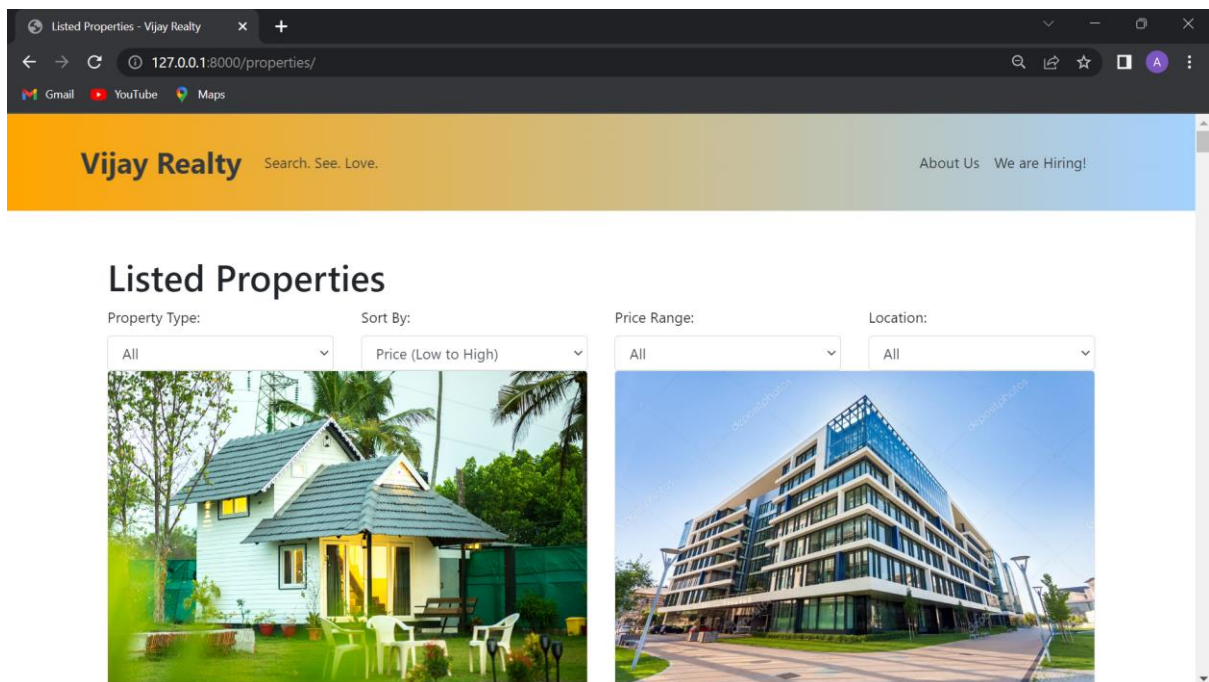 Listed Properties - Vijay Realty
127.0.0.1:8000/properties/
A
Gmail YouTube Maps
Vijay Realty Search. See. Love. About Us We are Hiring!
Listed Properties
Property Type: Sort By: Price Range: Location:
All Price (Low to High) All All
depositphotos
depositphotos